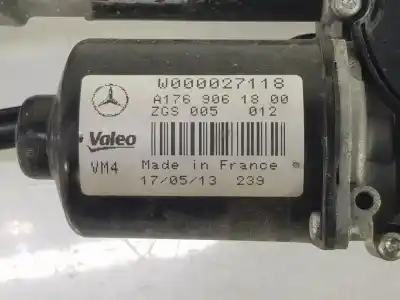 W000027118
A176 906 18 00
ZGS 005 012
Valeo
VM4 Made in France
17/05/13 239